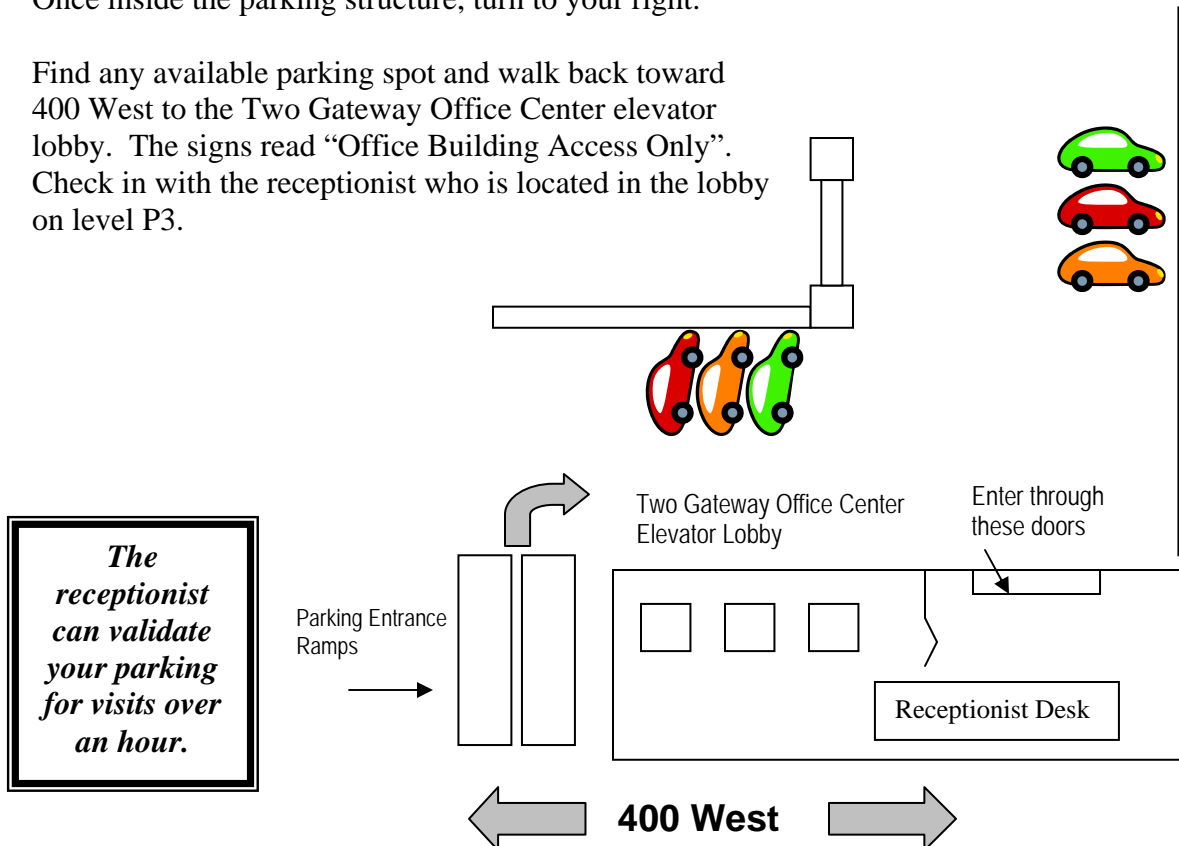 Once inside the parking structure, turn to your right.
Find any available parking spot and walk back toward
400 West to the Two Gateway Office Center elevator
lobby.  The signs read “Office Building Access Only”.
Check in with the receptionist who is located in the lobby
on level P3.
Two Gateway Office Center
Elevator Lobby
Enter through
these doors
The
receptionist
can validate
your parking
for visits over
an hour.
Parking Entrance
Ramps
Receptionist Desk
400 West